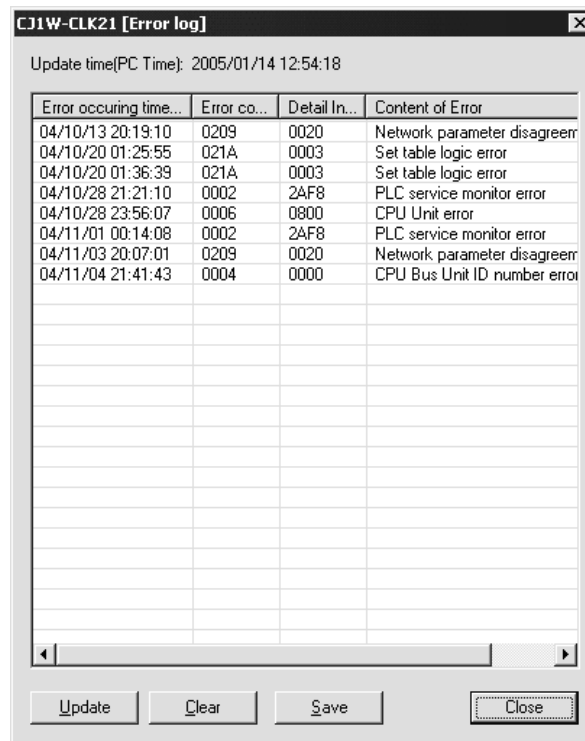 CJ1W-CLK21 [Error log]
Update time(PC Time): 2005/01/14 12:54:18
Error occuring time... Error co... Detail In... Content of Error
04/10/13 20:19:10 0209 0020 Network parameter disagreem
04/10/20 01:25:55 021A 0003 Set table logic error
04/10/20 01:36:39 021A 0003 Set table logic error
04/10/28 21:21:10 0002 2AF8 PLC service monitor error
04/10/28 23:56:07 0006 0800 CPU Unit error
04/11/01 00:14:08 0002 2AF8 PLC service monitor error
04/11/03 20:07:01 0209 0020 Network parameter disagreem
04/11/04 21:41:43 0004 0000 CPU Bus Unit ID number error
Update Clear Save Close